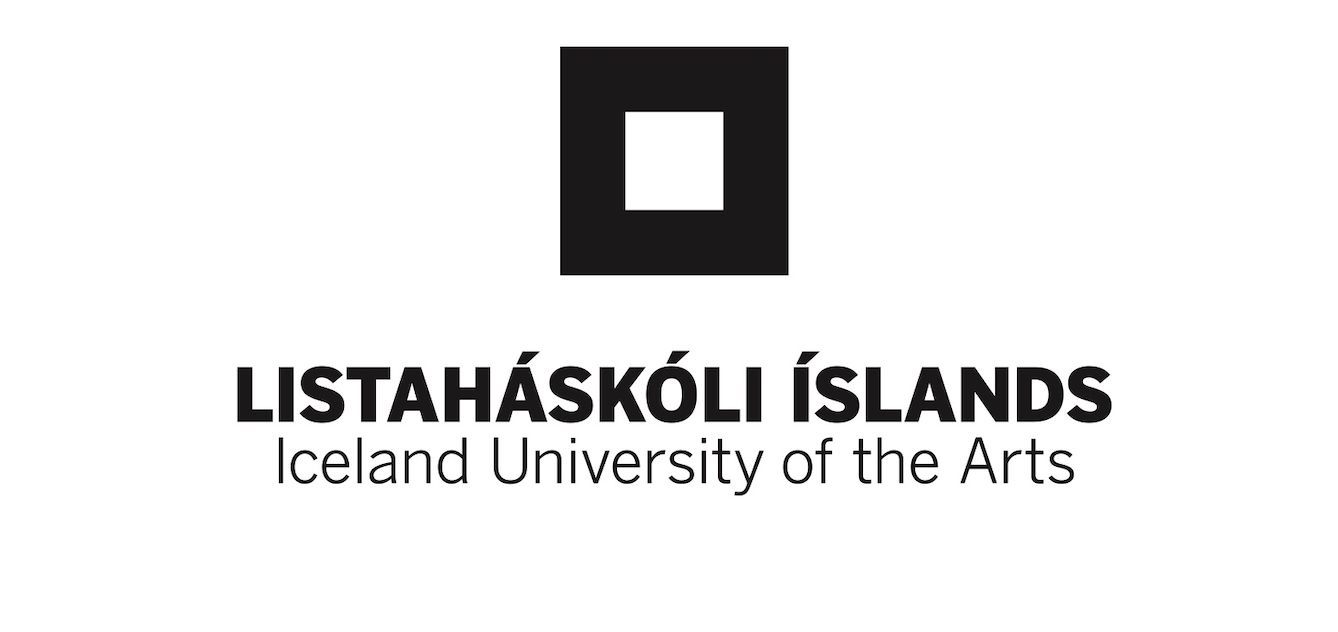 LISTAHÁSKÓLI ÍSLANDS
Iceland University of the Arts